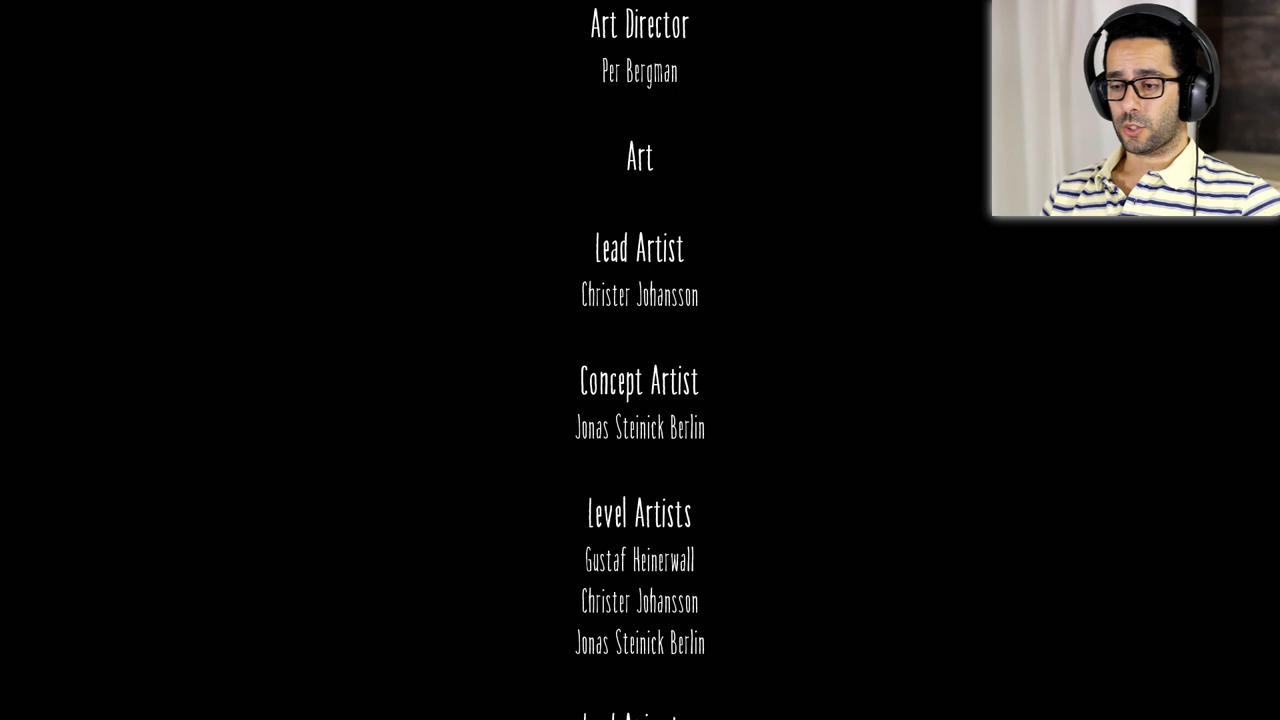 Art Director
Per Bergman
Art
Lead Artist
Christer Johansson
Concept Artist
Jonas Steinick Berlin
Level Artists
Gustaf Heinerwall
Christer Johansson
Jonas Steinick Berlin